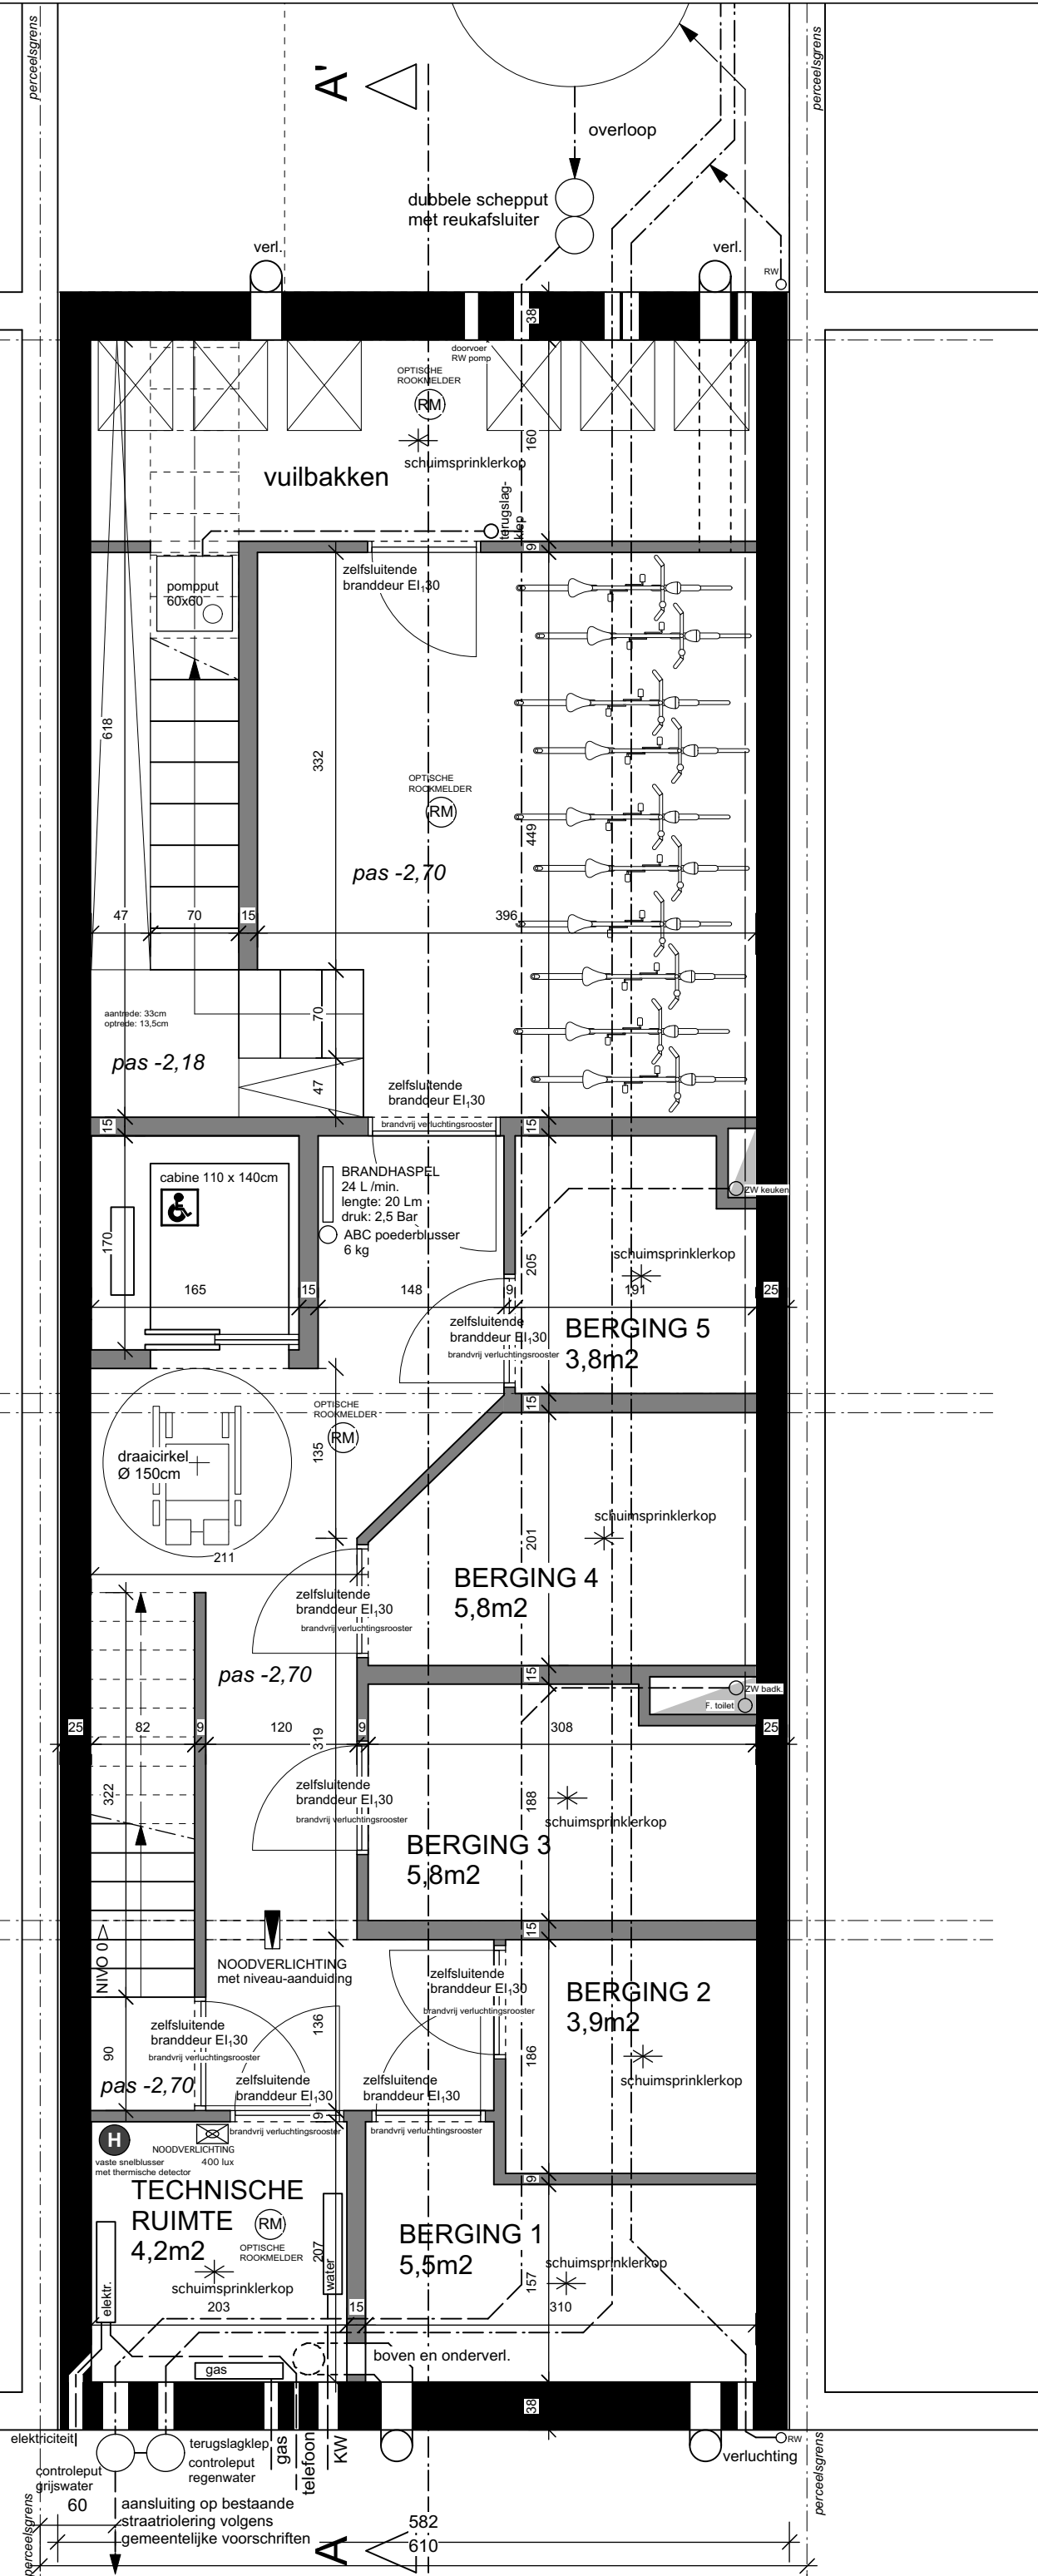 perceelsgrens
perceelsgrens
A'
overloop
dubbele schepput
met reukafsluiter
verl.
verl.
RW
38
doorvoer
RW pomp
OPTISCHE
ROOKMELDER
RM
160
schuimsprinklerkop
vuilbakken
terugslag-
klep
9
zelfsluitende
branddeur EI₁30
pompput
60x60
618
332
OPTISCHE
ROOKMELDER
RM
449
pas -2,70
47
70
15
396
aantrede: 33cm
optrede: 13,5cm
70
pas -2,18
47
zelfsluitende
branddeur EI₁30
brandvrij verluchtingsrooster
15
15
cabine 110 x 140cm
BRANDHASPEL
24 L /min.
lengte: 20 Lm
druk: 2,5 Bar
ABC poederblusser
6 kg
ZW keuken
170
205
schuimsprinklerkop
165
15
148
9
191
25
zelfsluitende
branddeur EI₁30
brandvrij verluchtingsrooster
BERGING 5
3,8m2
15
OPTISCHE
ROOKMELDER
RM
135
draaicirkel
Ø 150cm
schuimsprinklerkop
201
211
BERGING 4
5,8m2
zelfsluitende
branddeur EI₁30
brandvrij verluchtingsrooster
pas -2,70
15
ZW badk.
F. toilet
25
82
9
120
319
9
308
25
zelfsluitende
branddeur EI₁30
brandvrij verluchtingsrooster
322
188
schuimsprinklerkop
BERGING 3
5,8m2
15
NIVO 0
NOODVERLICHTING
met niveau-aanduiding
zelfsluitende
branddeur EI₁30
brandvrij verluchtingsrooster
BERGING 2
3,9m2
136
zelfsluitende
branddeur EI₁30
brandvrij verluchtingsrooster
90
186
schuimsprinklerkop
pas -2,70
zelfsluitende
branddeur EI₁30
zelfsluitende
branddeur EI₁30
9
brandvrij verluchtingsrooster
brandvrij verluchtingsrooster
H
NOODVERLICHTING
400 lux
vaste snelblusser
met thermische detector
9
TECHNISCHE
RUIMTE
4,2m2
RM
OPTISCHE
ROOKMELDER
BERGING 1
5,5m2
207
water
157
schuimsprinklerkop
schuimsprinklerkop
elektr.
203
15
310
boven en onderverl.
gas
38
elektriciteit
terugslagklep
controleput
regenwater
gas
telefoon
KW
RW
verluchting
controleput
grijswater
60
aansluiting op bestaande
straatriolering volgens
gemeentelijke voorschriften
perceelsgrens
perceelsgrens
A
582
610